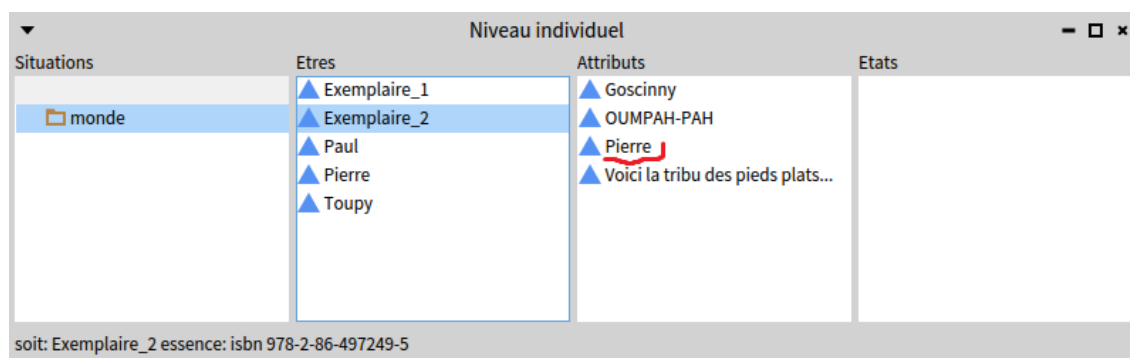 Niveau individuel
Situations
Etres
Attributs
Etats
monde
Exemplaire_1
Exemplaire_2
Paul
Pierre
Toupy
Goscinny
OUMPAH-PAH
Pierre
Voici la tribu des pieds plats...
soit: Exemplaire_2 essence: isbn 978-2-86-497249-5